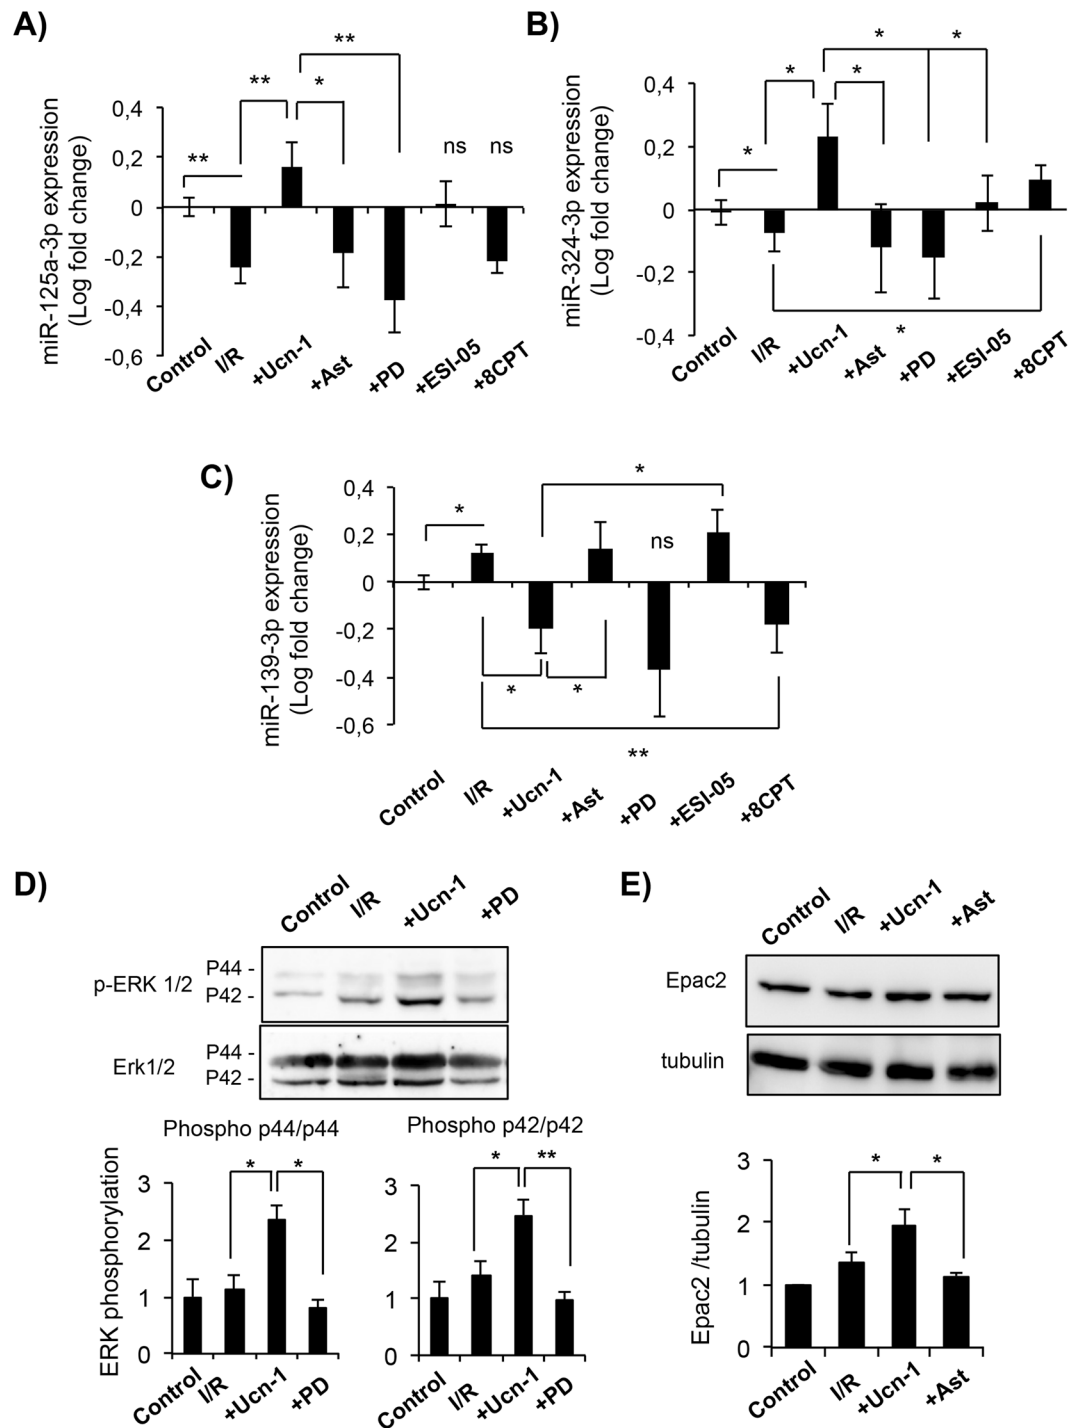 A)
miR-125a-3p expression
(Log fold change)
0,4
0,2
0
-0,2
-0,4
-0,6
**
**
*
**
ns
ns
Control
I/R
+Ucn-1
+Ast
+PD
+ESI-05
+8CPT
B)
miR-324-3p expression
(Log fold change)
0,4
0,2
0
-0,2
-0,4
*
*
*
*
*
*
Control
I/R
+Ucn-1
+Ast
+PD
+ESI-05
+8CPT
C)
miR-139-3p expression
(Log fold change)
0,4
0,2
0
-0,2
-0,4
-0,6
*
*
ns
*
*
**
Control
I/R
+Ucn-1
+Ast
+PD
+ESI-05
+8CPT
D)
Control
I/R
+Ucn-1
+PD
p-ERK 1/2
P44 -
P42 -
Erk1/2
P44 -
P42 -
Phospho p44/p44
ERK phosphorylation
3
2
1
0
*
*
Control
I/R
+Ucn-1
+PD
Phospho p42/p42
3
2
1
0
*
**
Control
I/R
+Ucn-1
+PD
E)
Control
I/R
+Ucn-1
+Ast
Epac2
tubulin
Epac2 /tubulin
3
2
1
0
*
*
Control
I/R
+Ucn-1
+Ast